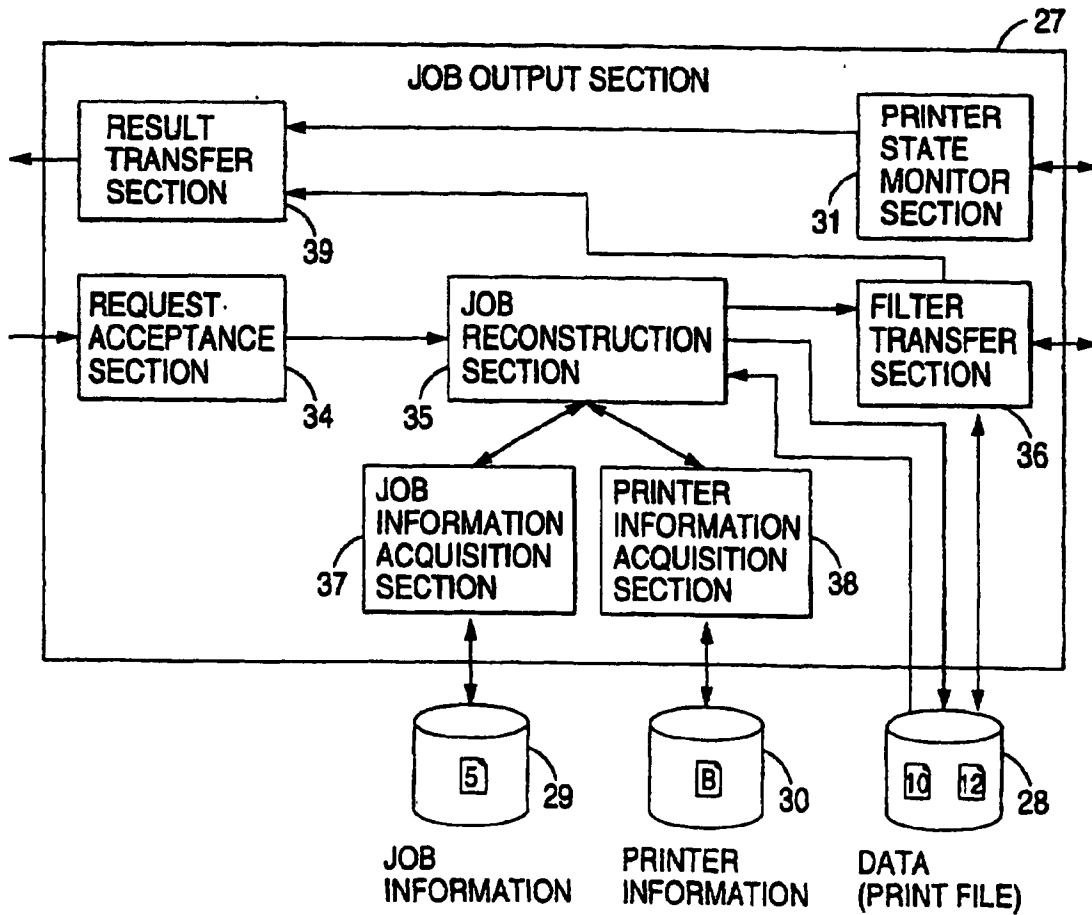 27
JOB OUTPUT SECTION
RESULT
TRANSFER
SECTION
39
PRINTER
STATE
MONITOR
SECTION
31
REQUEST
ACCEPTANCE
SECTION
34
JOB
RECONSTRUCTION
SECTION
35
FILTER
TRANSFER
SECTION
36
JOB
INFORMATION
ACQUISITION
SECTION
37
PRINTER
INFORMATION
ACQUISITION
SECTION
38
5
29
B
30
10 12
28
JOB
INFORMATION
PRINTER
INFORMATION
DATA
(PRINT FILE)